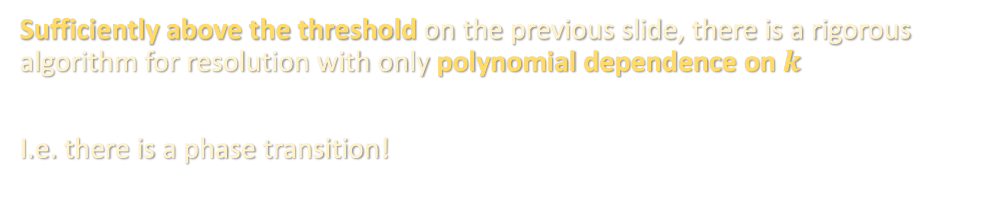 Sufficiently above the threshold on the previous slide, there is a rigorous
algorithm for resolution with only polynomial dependence on k
I.e. there is a phase transition!